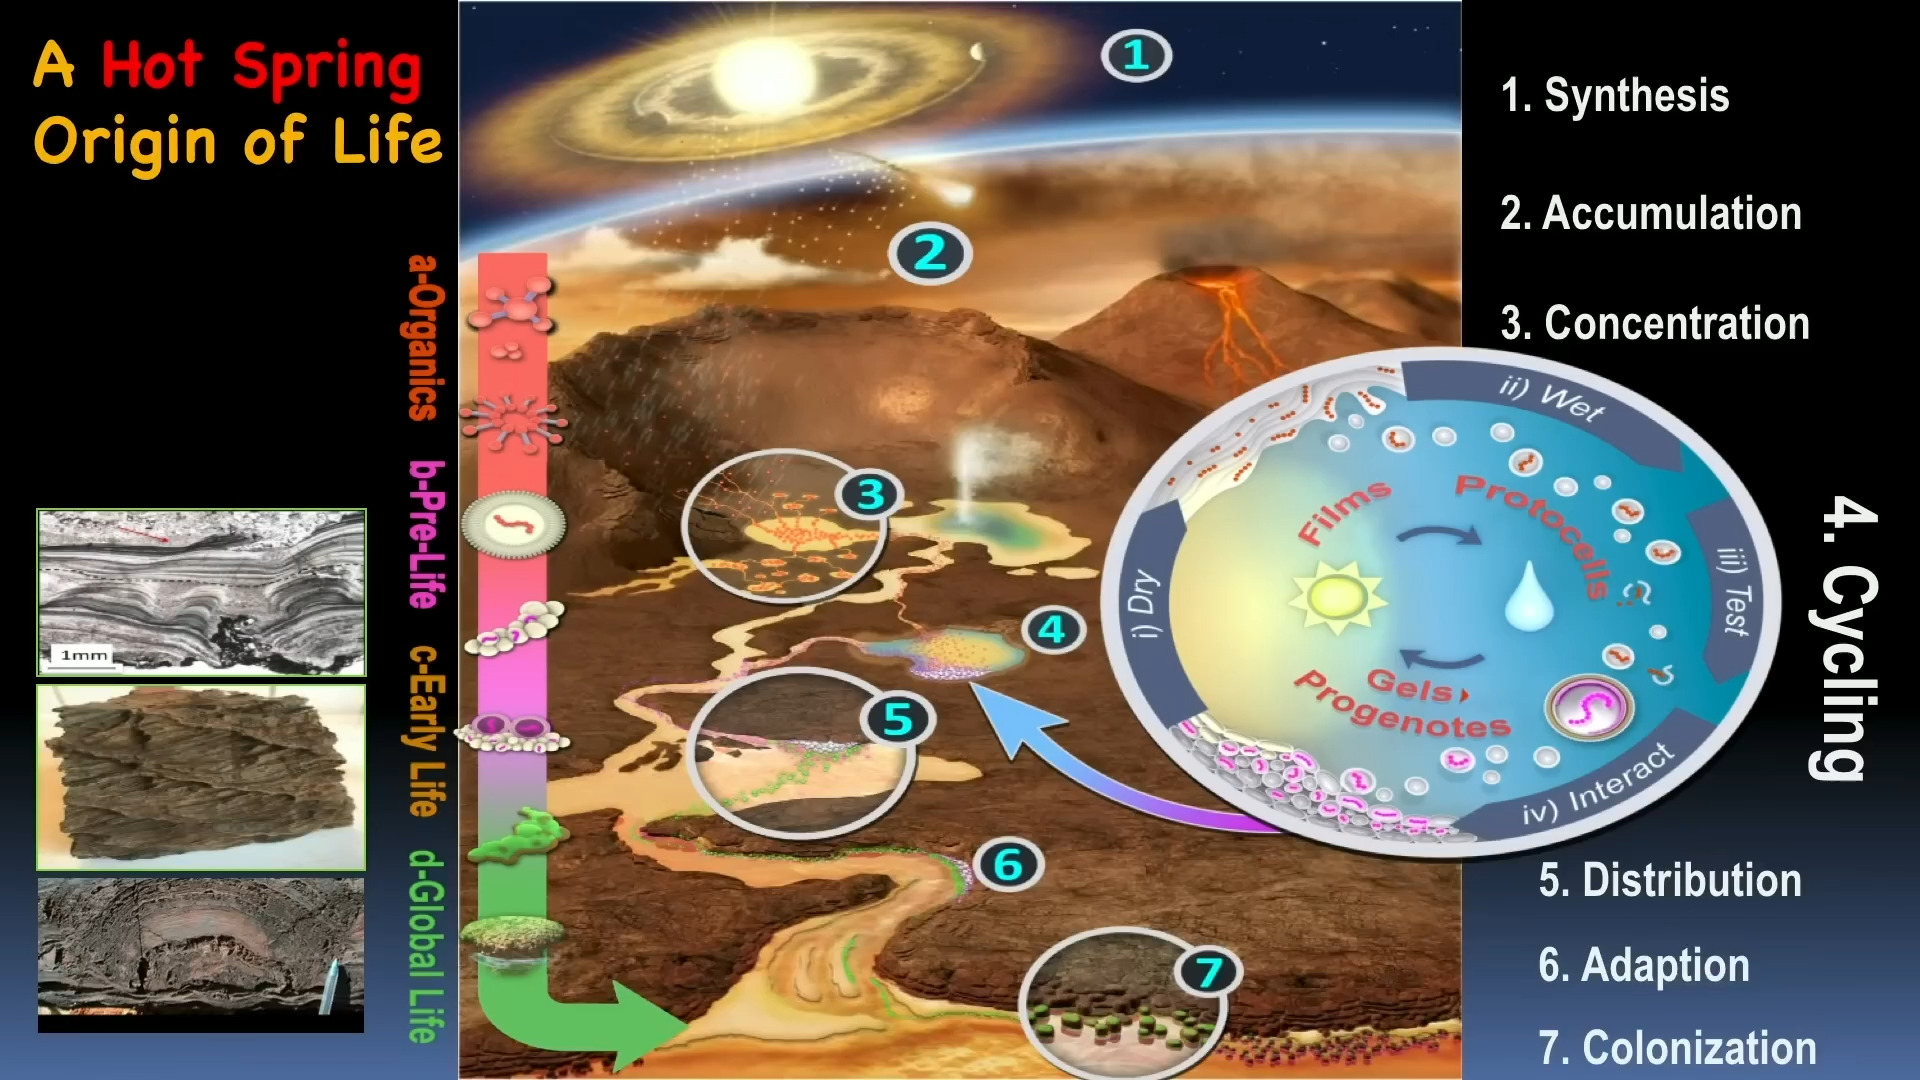 A Hot Spring
Origin of Life
1
2
3
4
5
6
7
a-Organics
b-Pre-Life
c-Early Life
d-Global Life
1mm
1. Synthesis
2. Accumulation
3. Concentration
4. Cycling
i) Dry
ii) Wet
iii) Test
iv) Interact
Films
Protocells
Gels
Progenotes
5. Distribution
6. Adaption
7. Colonization